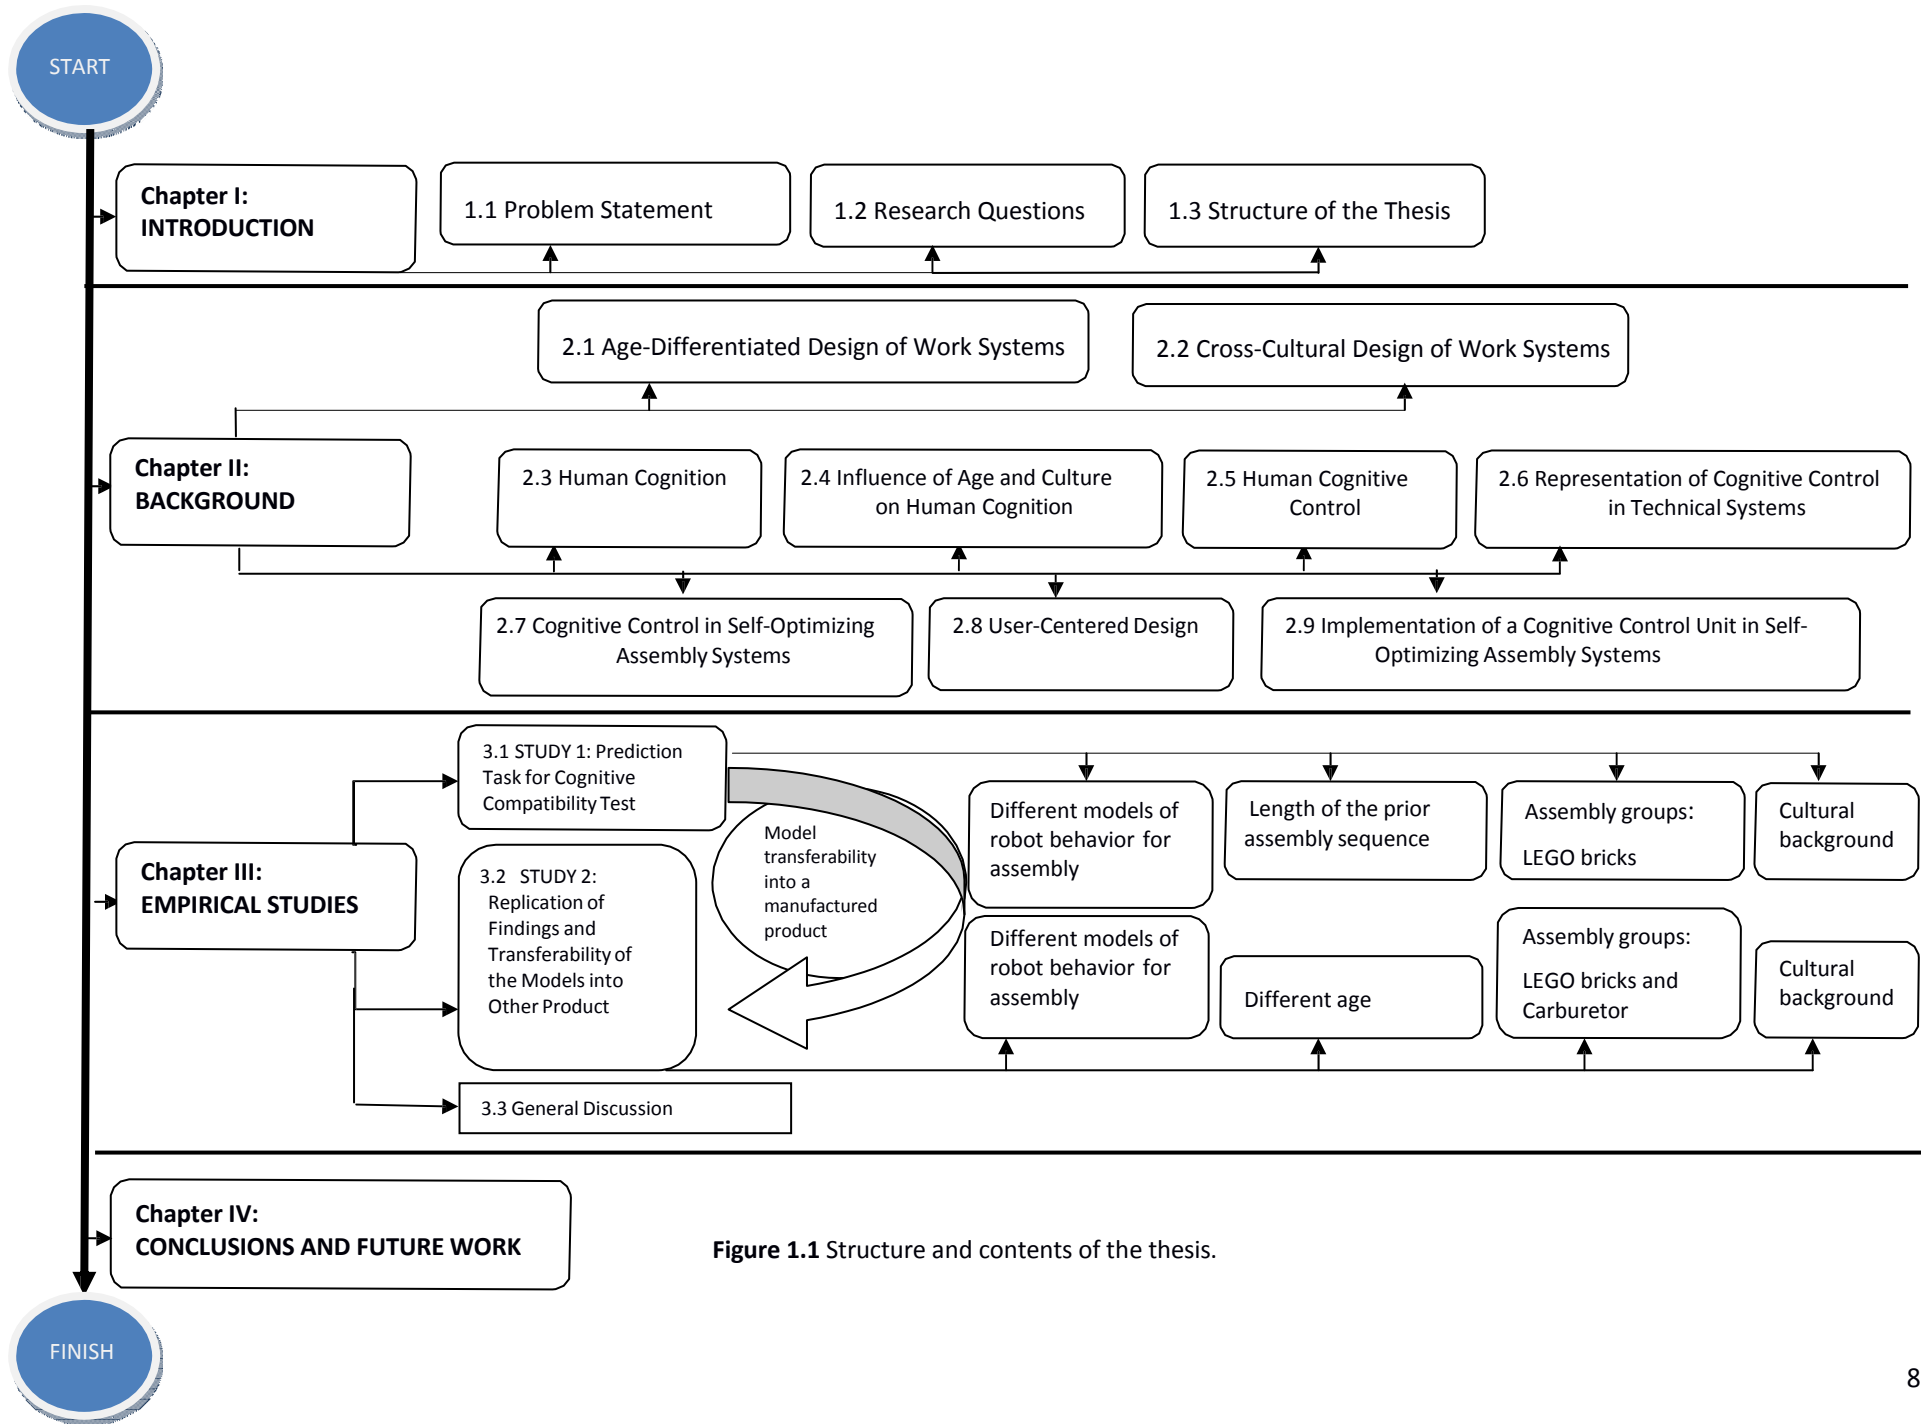 START
Chapter I:
INTRODUCTION
1.1 Problem Statement
1.2 Research Questions
1.3 Structure of the Thesis
2.1 Age-Differentiated Design of Work Systems
2.2 Cross-Cultural Design of Work Systems
Chapter II:
BACKGROUND
2.3 Human Cognition
2.4 Influence of Age and Culture
on Human Cognition
2.5 Human Cognitive
Control
2.6 Representation of Cognitive Control
in Technical Systems
2.7 Cognitive Control in Self-Optimizing
Assembly Systems
2.8 User-Centered Design
2.9 Implementation of a Cognitive Control Unit in Self-
Optimizing Assembly Systems
Chapter III:
EMPIRICAL STUDIES
3.1 STUDY 1: Prediction
Task for Cognitive
Compatibility Test
Model
transferability
into a
manufactured
product
Different models of
robot behavior for
assembly
Length of the prior
assembly sequence
Assembly groups:
LEGO bricks
Cultural
background
3.2 STUDY 2:
Replication of
Findings and
Transferability of
the Models into
Other Product
Different models of
robot behavior for
assembly
Different age
Assembly groups:
LEGO bricks and
Carburetor
Cultural
background
3.3 General Discussion
Chapter IV:
CONCLUSIONS AND FUTURE WORK
Figure 1.1 Structure and contents of the thesis.
FINISH
8